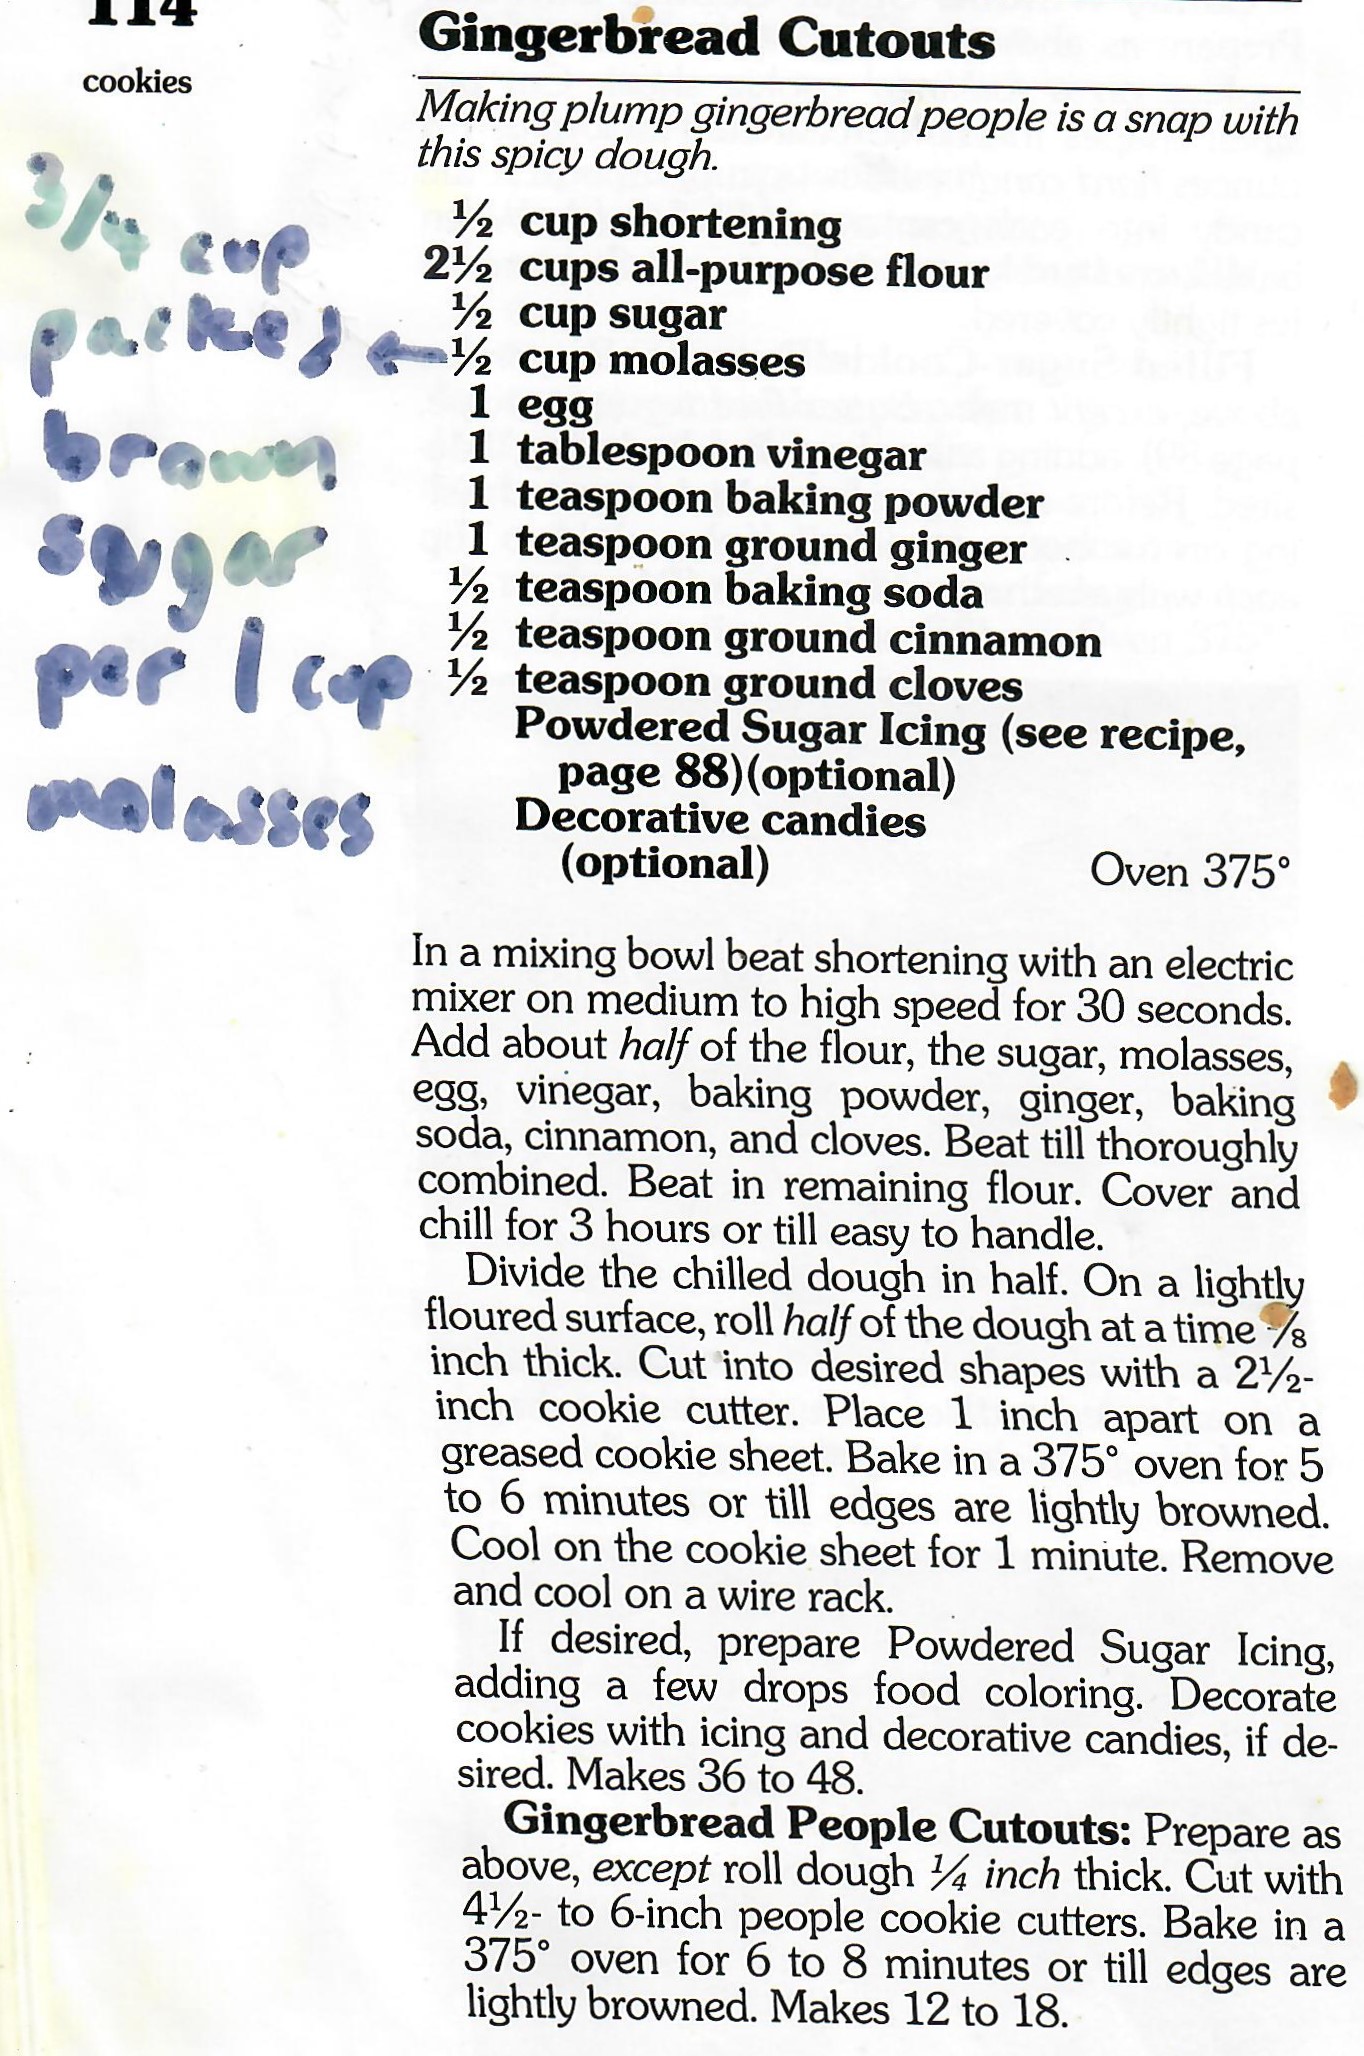 114
cookies
Gingerbread Cutouts
Making plump gingerbread people is a snap with
this spicy dough.
½ cup shortening
2½ cups all-purpose flour
½ cup sugar
½ cup molasses
1 egg
1 tablespoon vinegar
1 teaspoon baking powder
1 teaspoon ground ginger
½ teaspoon baking soda
½ teaspoon ground cinnamon
½ teaspoon ground cloves
Powdered Sugar Icing (see recipe,
page 88)(optional)
Decorative candies
(optional) Oven 375°
3/4 cup
packed ←
brown
sugar
per 1 cup
molasses
In a mixing bowl beat shortening with an electric
mixer on medium to high speed for 30 seconds.
Add about half of the flour, the sugar, molasses,
egg, vinegar, baking powder, ginger, baking
soda, cinnamon, and cloves. Beat till thoroughly
combined. Beat in remaining flour. Cover and
chill for 3 hours or till easy to handle.
Divide the chilled dough in half. On a lightly
floured surface, roll half of the dough at a time
inch thick. Cut into desired shapes with a 2½-
inch cookie cutter. Place 1 inch apart on a
greased cookie sheet. Bake in a 375° oven for 5
to 6 minutes or till edges are lightly browned.
Cool on the cookie sheet for 1 minute. Remove
and cool on a wire rack.
If desired, prepare Powdered Sugar Icing,
adding a few drops food coloring. Decorate
cookies with icing and decorative candies, if de-
sired. Makes 36 to 48.
Gingerbread People Cutouts: Prepare as
above, except roll dough ¼ inch thick. Cut with
4½- to 6-inch people cookie cutters. Bake in a
375° oven for 6 to 8 minutes or till edges are
lightly browned. Makes 12 to 18.